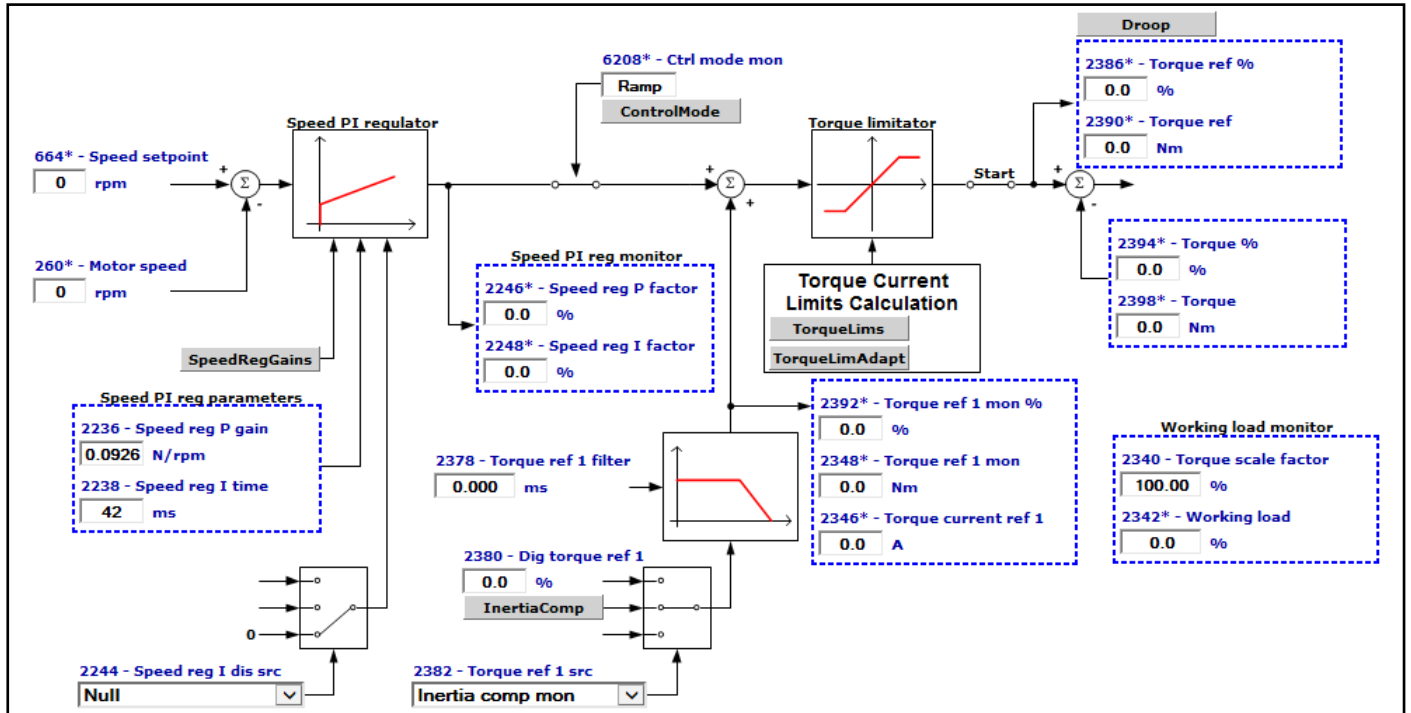 Droop
2386* - Torque ref %
0.0 %
2390* - Torque ref
0.0 Nm
6208* - Ctrl mode mon
Ramp
ControlMode
Speed PI regulator
Torque limitator
664* - Speed setpoint
0 rpm
+
Σ
-
+
Σ
+
Start
+
Σ
-
260* - Motor speed
0 rpm
Speed PI reg monitor
2246* - Speed reg P factor
0.0 %
2248* - Speed reg I factor
0.0 %
Torque Current
Limits Calculation
TorqueLims
TorqueLimAdapt
2394* - Torque %
0.0 %
2398* - Torque
0.0 Nm
SpeedRegGains
Speed PI reg parameters
2236 - Speed reg P gain
0.0926 N/rpm
2238 - Speed reg I time
42 ms
2378 - Torque ref 1 filter
0.000 ms
2392* - Torque ref 1 mon %
0.0 %
2348* - Torque ref 1 mon
0.0 Nm
2346* - Torque current ref 1
0.0 A
Working load monitor
2340 - Torque scale factor
100.00 %
2342* - Working load
0.0 %
2380 - Dig torque ref 1
0.0 %
InertiaComp
0
2244 - Speed reg I dis src
Null
2382 - Torque ref 1 src
Inertia comp mon